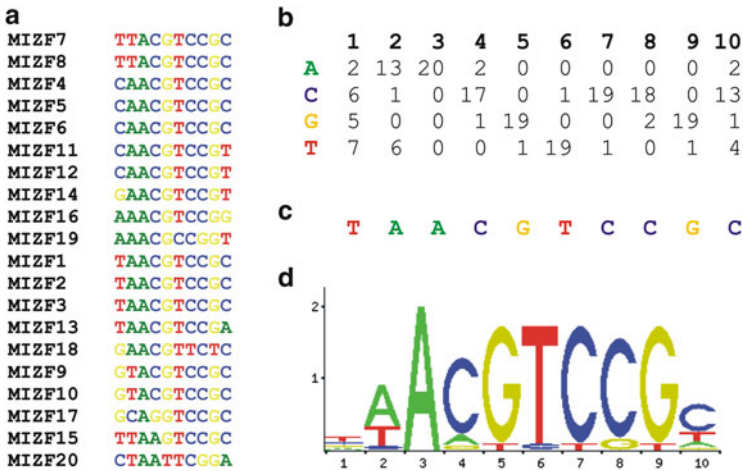 a
MIZF7 TTACGTCCGC
MIZF8 TTACGTCCGC
MIZF4 CAACGTCCGC
MIZF5 CAACGTCCGC
MIZF6 CAACGTCCGC
MIZF11 CAACGTCCGT
MIZF12 CAACGTCCGT
MIZF14 GAACGTCCGT
MIZF16 AAACGTCCGG
MIZF19 AAACGCCGGT
MIZF1 TAACGTCCGC
MIZF2 TAACGTCCGC
MIZF3 TAACGTCCGC
MIZF13 TAACGTCCGA
MIZF18 GAACGTTCTC
MIZF9 GTACGTCCGC
MIZF10 GTACGTCCGC
MIZF17 GCAGGTCCGC
MIZF15 TTAAGTCCGC
MIZF20 CTAATTCGGA
b
1 2 3 4 5 6 7 8 9 10
A 2 13 20 2 0 0 0 0 0 2
C 6 1 0 17 0 1 19 18 0 13
G 5 0 0 1 19 0 0 2 19 1
T 7 6 0 0 1 19 1 0 1 4
c
T A A C G T C C G C
d
2
1
A A C G T C C G C
T A T C T G T T A
1 2 3 4 5 6 7 8 9 10